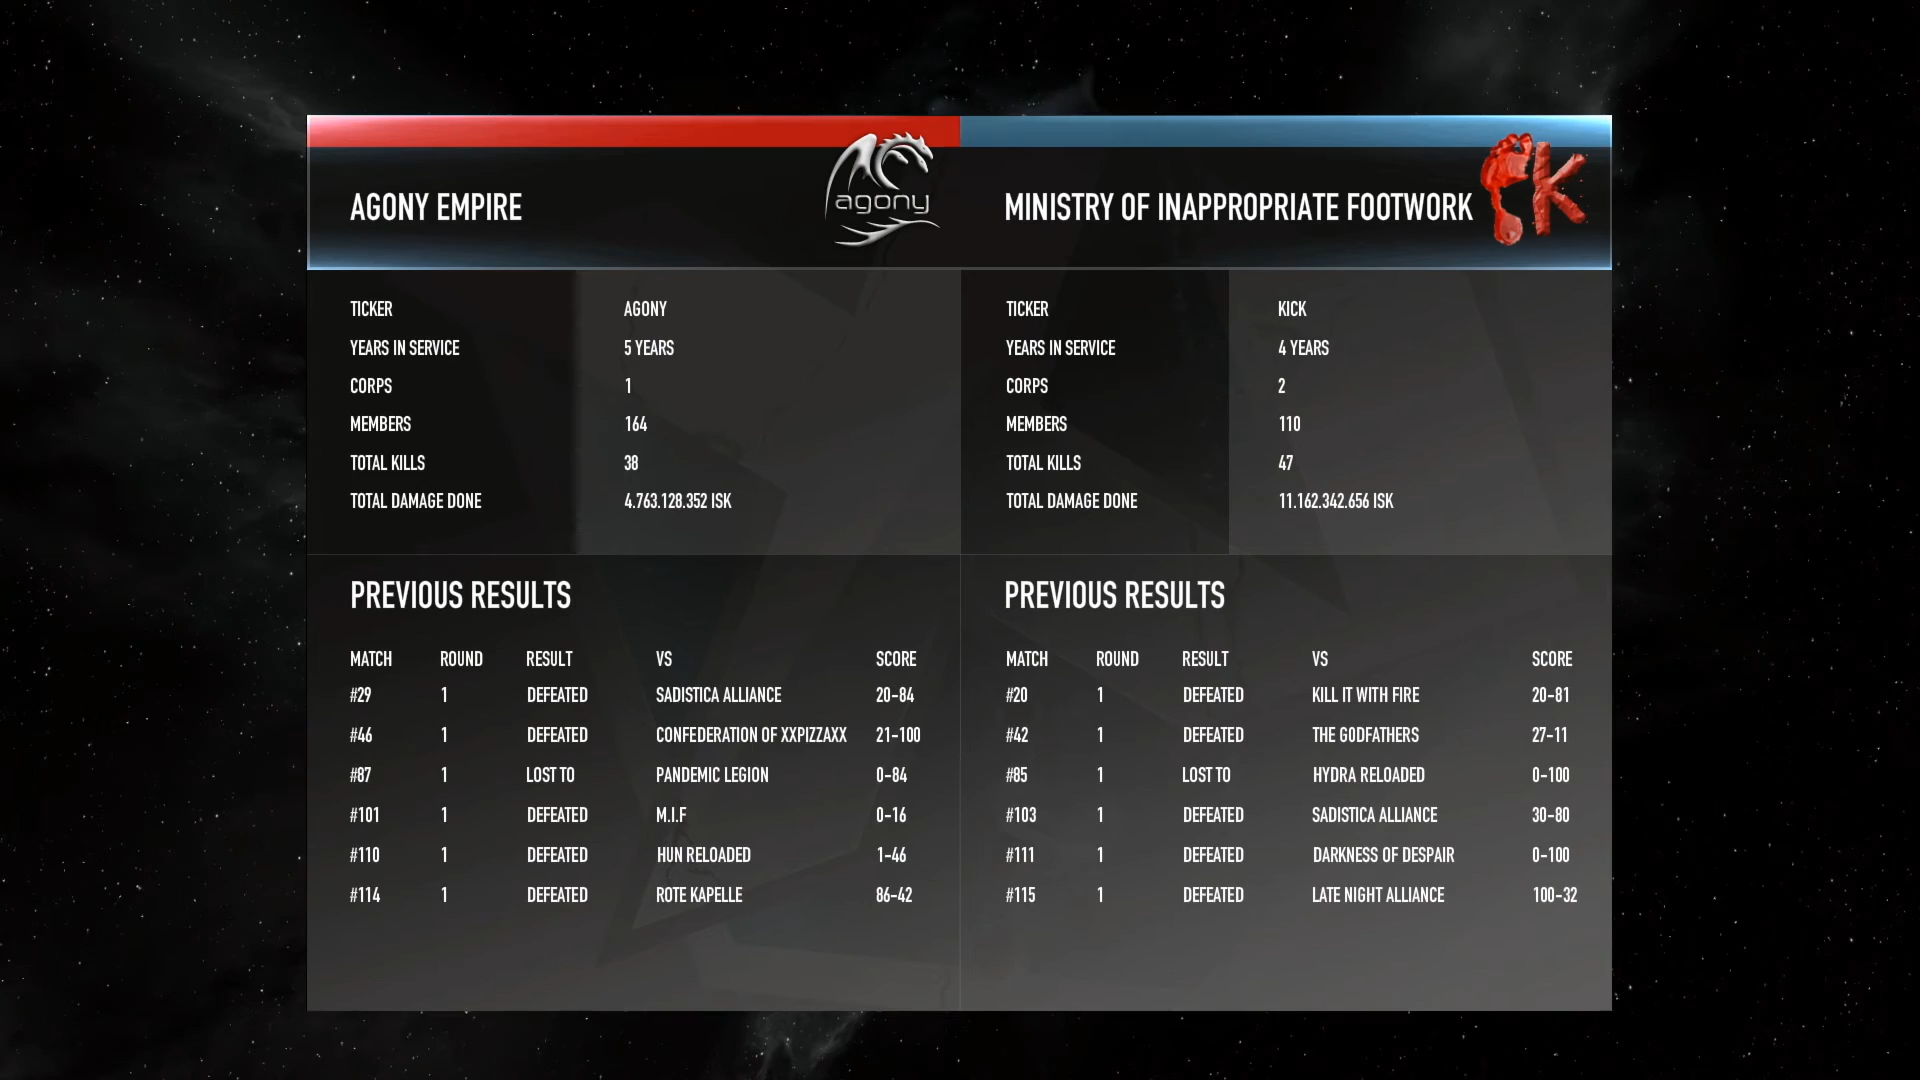 AGONY EMPIRE
agony
TICKER AGONY
YEARS IN SERVICE 5 YEARS
CORPS 1
MEMBERS 164
TOTAL KILLS 38
TOTAL DAMAGE DONE 4.763.128.352 ISK
PREVIOUS RESULTS
MATCH ROUND RESULT VS SCORE
#29 1 DEFEATED SADISTICA ALLIANCE 20-84
#46 1 DEFEATED CONFEDERATION OF XXPIZZAXX 21-100
#87 1 LOST TO PANDEMIC LEGION 0-84
#101 1 DEFEATED M.I.F 0-16
#110 1 DEFEATED HUN RELOADED 1-46
#114 1 DEFEATED ROTE KAPELLE 86-42
MINISTRY OF INAPPROPRIATE FOOTWORK
K
TICKER KICK
YEARS IN SERVICE 4 YEARS
CORPS 2
MEMBERS 110
TOTAL KILLS 47
TOTAL DAMAGE DONE 11.162.342.656 ISK
PREVIOUS RESULTS
MATCH ROUND RESULT VS SCORE
#20 1 DEFEATED KILL IT WITH FIRE 20-81
#42 1 DEFEATED THE GODFATHERS 27-11
#85 1 LOST TO HYDRA RELOADED 0-100
#103 1 DEFEATED SADISTICA ALLIANCE 30-80
#111 1 DEFEATED DARKNESS OF DESPAIR 0-100
#115 1 DEFEATED LATE NIGHT ALLIANCE 100-32